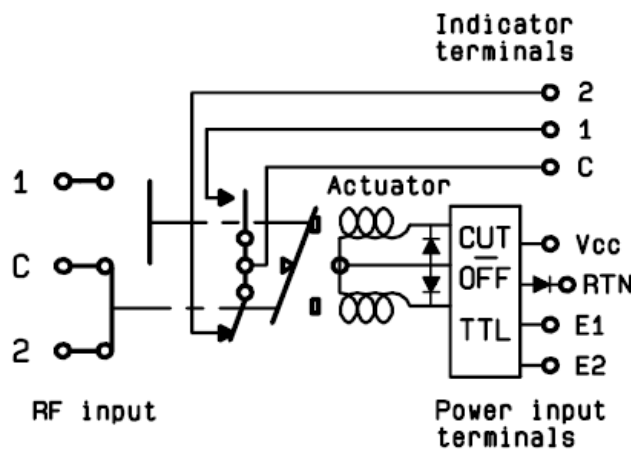 Indicator
terminals
2
1
C
1
Actuator
CUT
OFF
TTL
Vcc
RTN
E1
E2
C
2
RF input
Power input
terminals